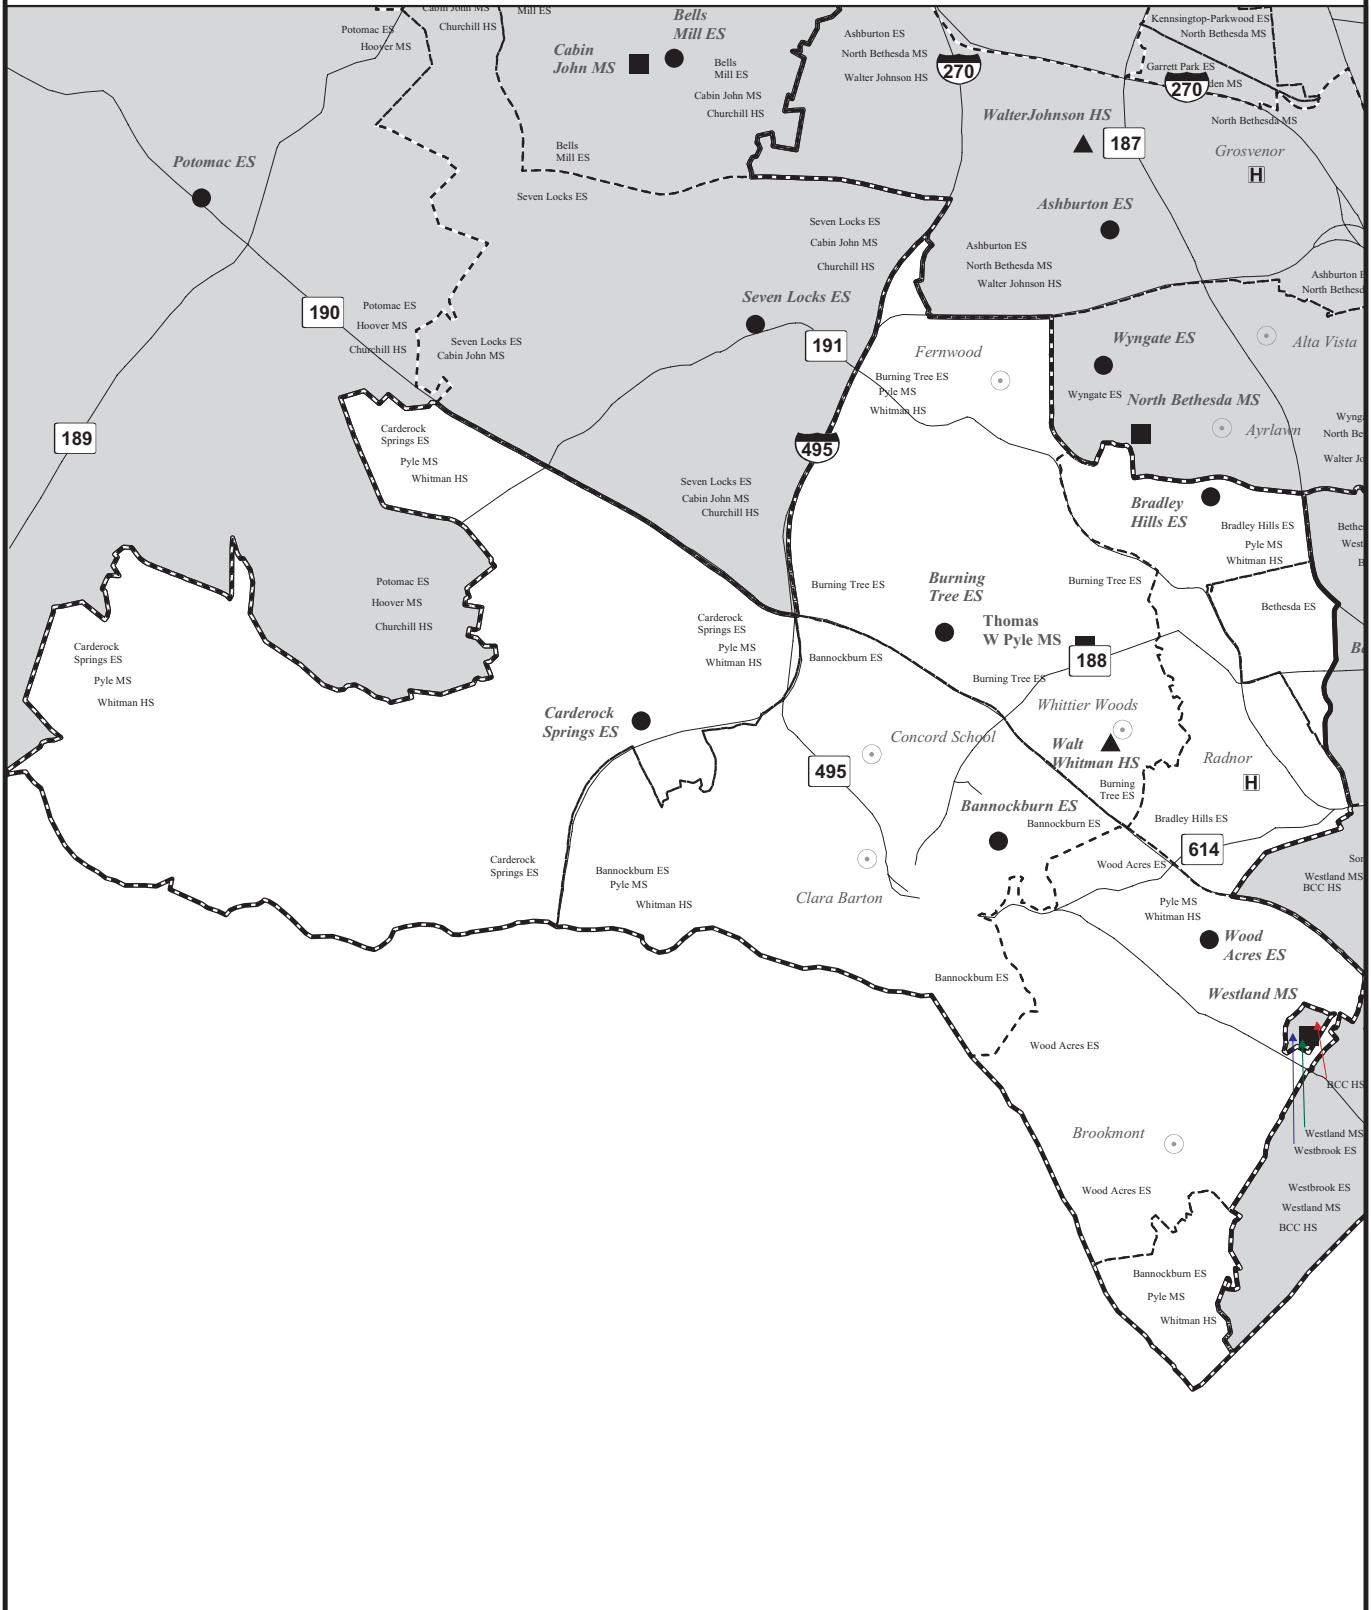 Cabin John MS
Churchill HS
Mill ES
Potomac ES
Hoover MS
Bells
Mill ES
Cabin
John MS
Bells
Mill ES
Cabin John MS
Churchill HS
Bells
Mill ES
Seven Locks ES
Ashburton ES
North Bethesda MS
Walter Johnson HS
270
Kennsington-Parkwood ES
North Bethesda MS
Garrett Park ES
270
North Bethesda MS
WalterJohnson HS
187
Grosvenor
H
Potomac ES
Ashburton ES
Seven Locks ES
Cabin John MS
Churchill HS
Ashburton ES
North Bethesda MS
Walter Johnson HS
Ashburton E
North Bethesd
190
Potomac ES
Hoover MS
Churchill HS
Seven Locks ES
Cabin John MS
Seven Locks ES
191
Fernwood
Burning Tree ES
Pyle MS
Whitman HS
Wyngate ES
Alta Vista
Wyngate ES
North Bethesda MS
Ayrlawn
Wynga
North Be
Walter Jo
189
Carderock
Springs ES
Pyle MS
Whitman HS
495
Seven Locks ES
Cabin John MS
Churchill HS
Bradley
Hills ES
Bradley Hills ES
Pyle MS
Whitman HS
Bethe
West
B
Potomac ES
Hoover MS
Churchill HS
Burning Tree ES
Burning
Tree ES
Burning Tree ES
Bethesda ES
Thomas
W Pyle MS
188
Be
Carderock
Springs ES
Pyle MS
Whitman HS
Carderock
Springs ES
Pyle MS
Whitman HS
Bannockburn ES
Burning Tree ES
Whittier Woods
Carderock
Springs ES
Concord School
Walt
Whitman HS
Radnor
H
495
Burning
Tree ES
Bannockburn ES
Bannockburn ES
Bradley Hills ES
614
Wood Acres ES
Carderock
Springs ES
Bannockburn ES
Pyle MS
Whitman HS
Clara Barton
Son
Westland MS
BCC HS
Pyle MS
Whitman HS
Wood
Acres ES
Bannockburn ES
Westland MS
Wood Acres ES
BCC HS
Brookmont
Westland MS
Westbrook ES
Wood Acres ES
Westbrook ES
Westland MS
BCC HS
Bannockburn ES
Pyle MS
Whitman HS